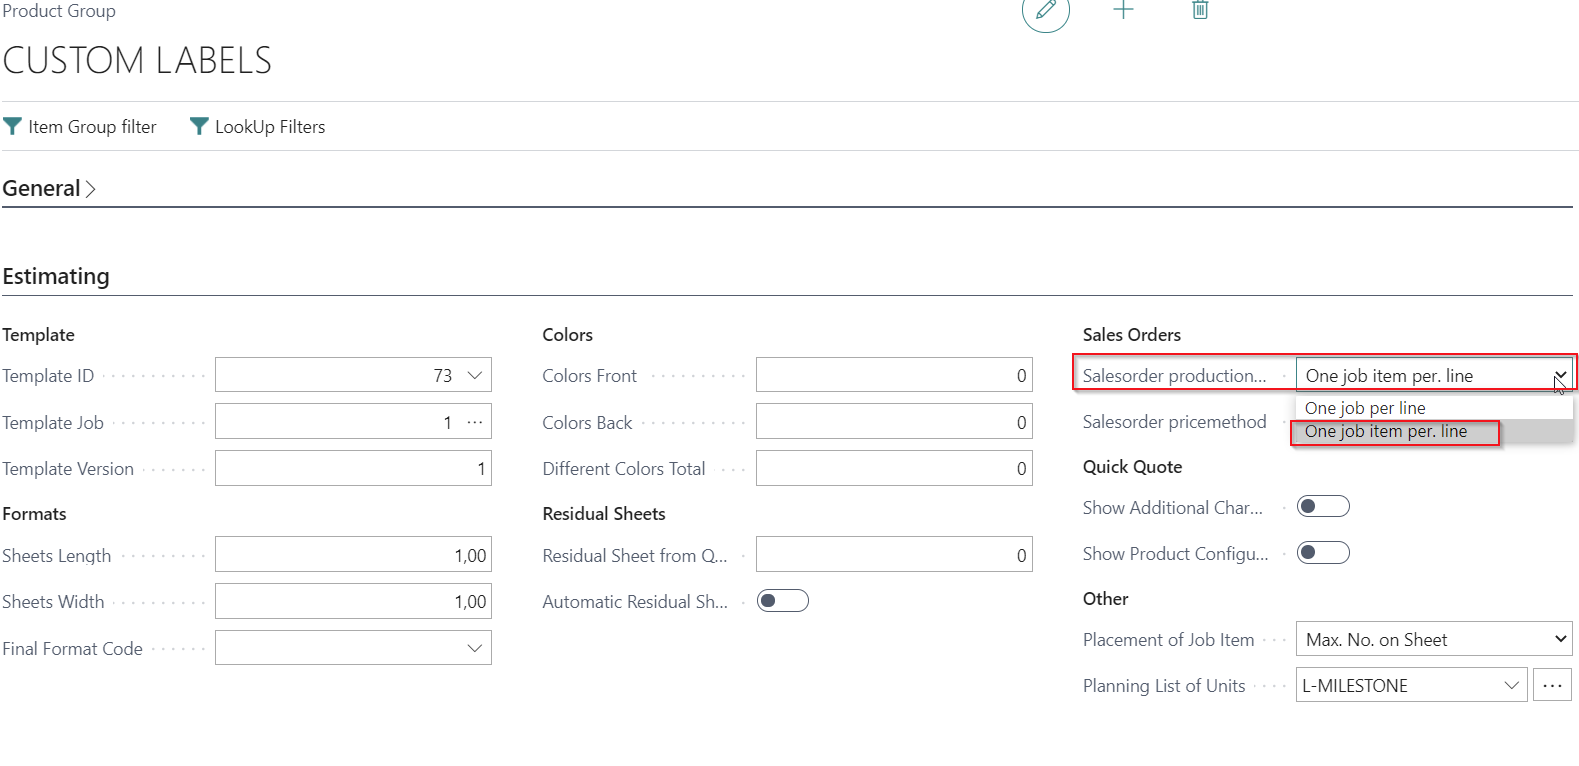 Product Group
CUSTOM LABELS
Item Group filter
LookUp Filters
General
Estimating
Template
Template ID
73
Template Job
1
Template Version
1
Formats
Sheets Length
1,00
Sheets Width
1,00
Final Format Code
Colors
Colors Front
0
Colors Back
0
Different Colors Total
0
Residual Sheets
Residual Sheet from Q...
0
Automatic Residual Sh...
Sales Orders
Salesorder production...
One job item per. line
One job per line
One job item per. line
Salesorder pricemethod
Quick Quote
Show Additional Char...
Show Product Configu...
Other
Placement of Job Item
Max. No. on Sheet
Planning List of Units
L-MILESTONE